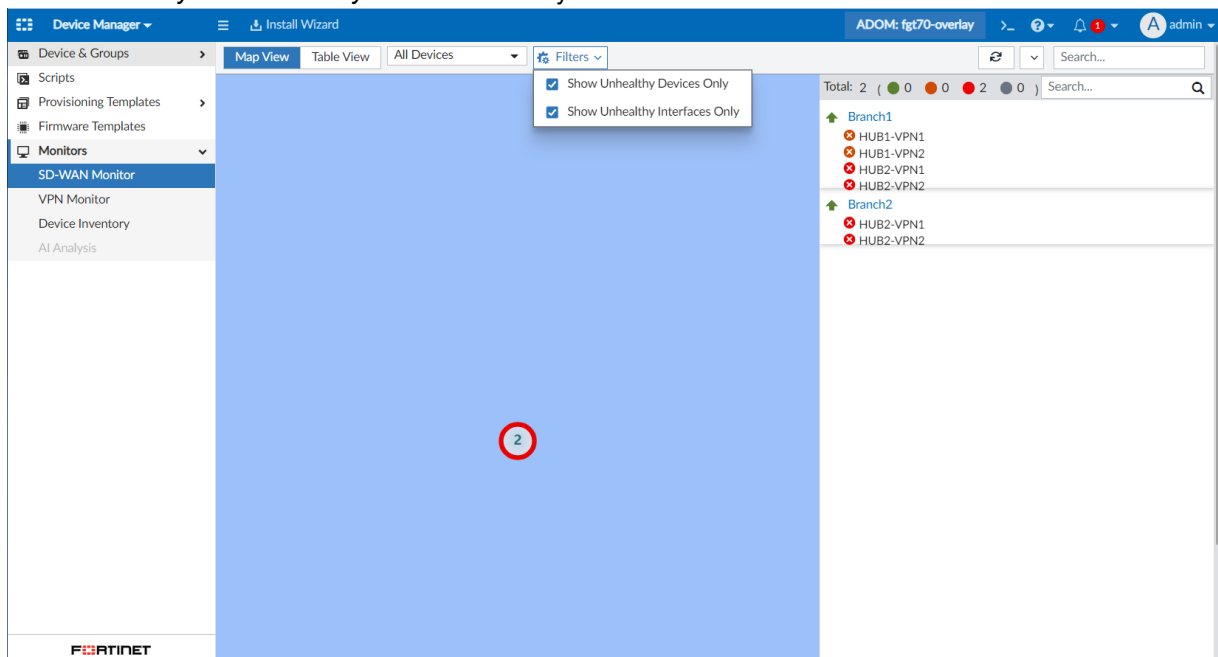 Device Manager
Install Wizard
ADOM: fgt70-overlay
>_
?
1
A admin
Device & Groups
Scripts
Provisioning Templates
Firmware Templates
Monitors
SD-WAN Monitor
VPN Monitor
Device Inventory
AI Analysis
Map View
Table View
All Devices
Filters
Search...
Show Unhealthy Devices Only
Show Unhealthy Interfaces Only
2
Total: 2 ( 0 0 2 0 ) Search...
Branch1
HUB1-VPN1
HUB1-VPN2
HUB2-VPN1
HUB2-VPN2
Branch2
HUB2-VPN1
HUB2-VPN2
FORTINET